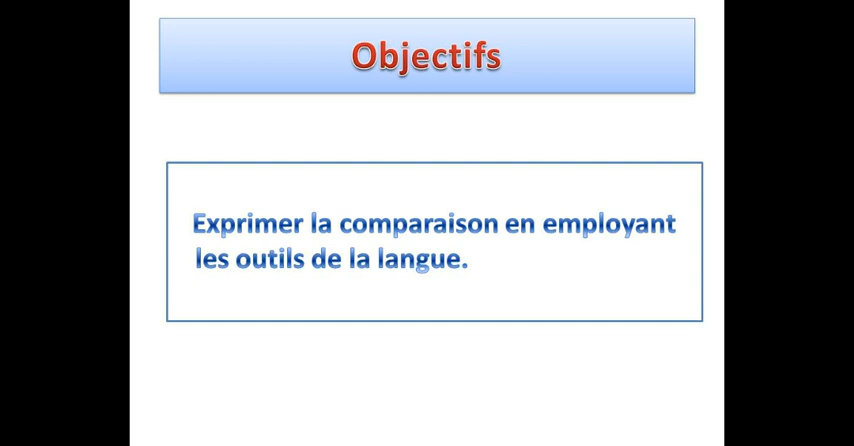 Objectifs
Exprimer la comparaison en employant
les outils de la langue.